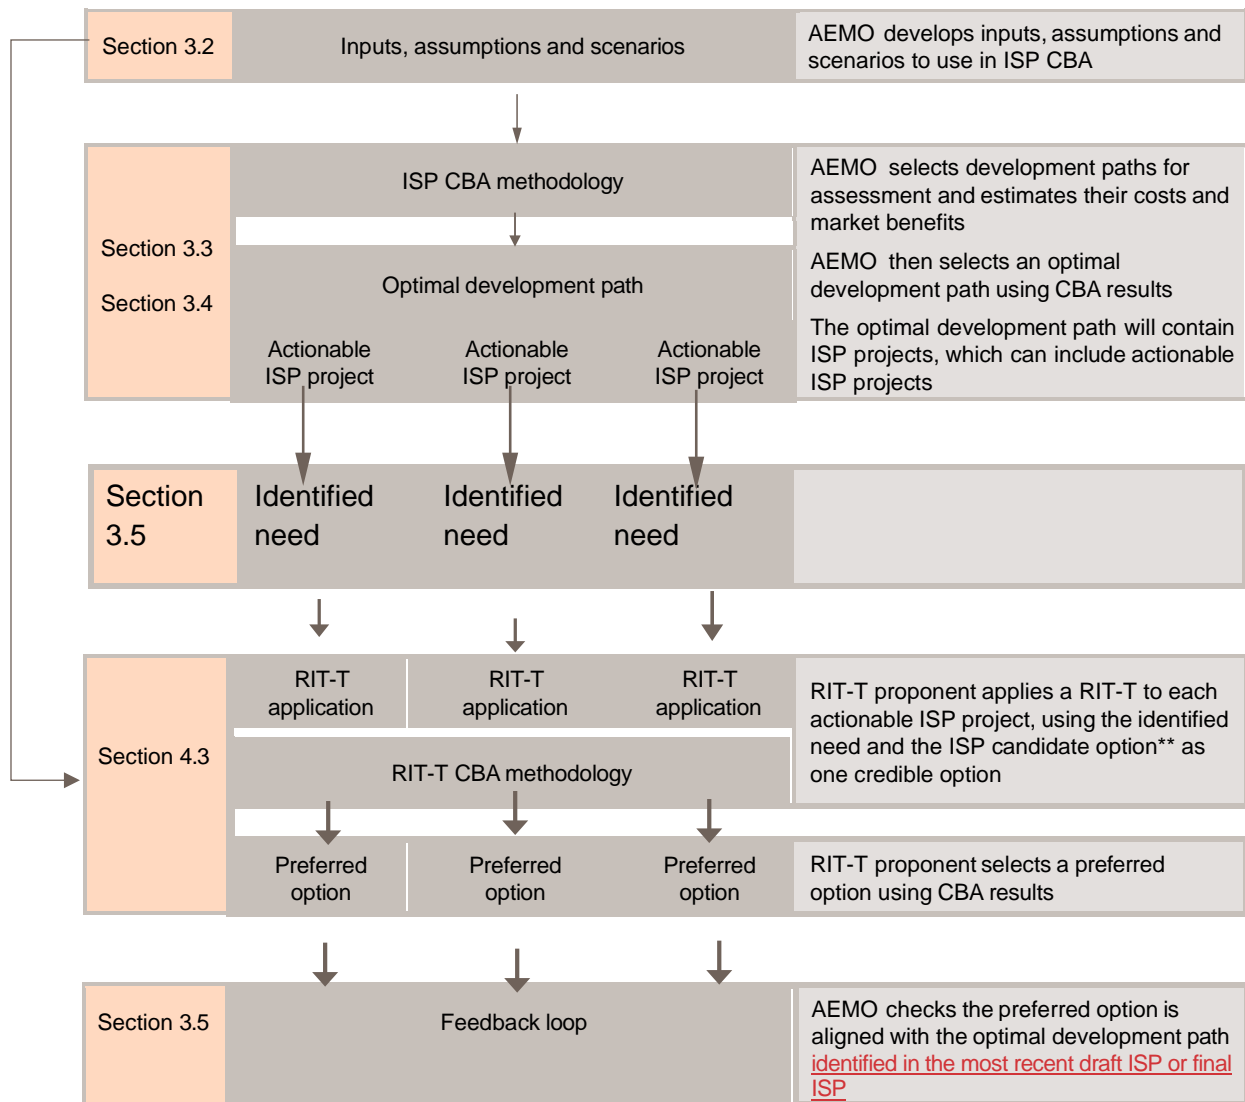 Section 3.2
Inputs, assumptions and scenarios
AEMO develops inputs, assumptions and
scenarios to use in ISP CBA
Section 3.3
Section 3.4
ISP CBA methodology
Optimal development path
Actionable
ISP project
Actionable
ISP project
Actionable
ISP project
AEMO selects development paths for
assessment and estimates their costs and
market benefits
AEMO then selects an optimal
development path using CBA results
The optimal development path will contain
ISP projects, which can include actionable
ISP projects
Section
3.5
Identified
need
Identified
need
Identified
need
Section 4.3
RIT-T
application
RIT-T
application
RIT-T
application
RIT-T CBA methodology
RIT-T proponent applies a RIT-T to each
actionable ISP project, using the identified
need and the ISP candidate option** as
one credible option
Preferred
option
Preferred
option
Preferred
option
RIT-T proponent selects a preferred
option using CBA results
Section 3.5
Feedback loop
AEMO checks the preferred option is
aligned with the optimal development path
identified in the most recent draft ISP or final
ISP